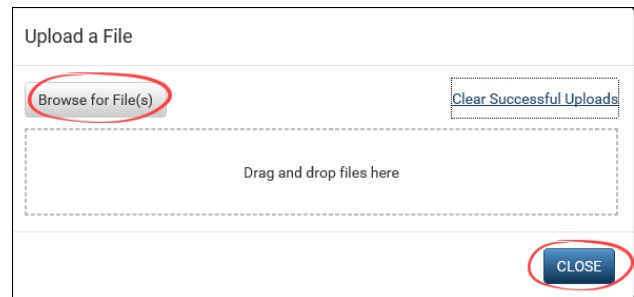 Upload a File
Browse for File(s)
Clear Successful Uploads
Drag and drop files here
CLOSE